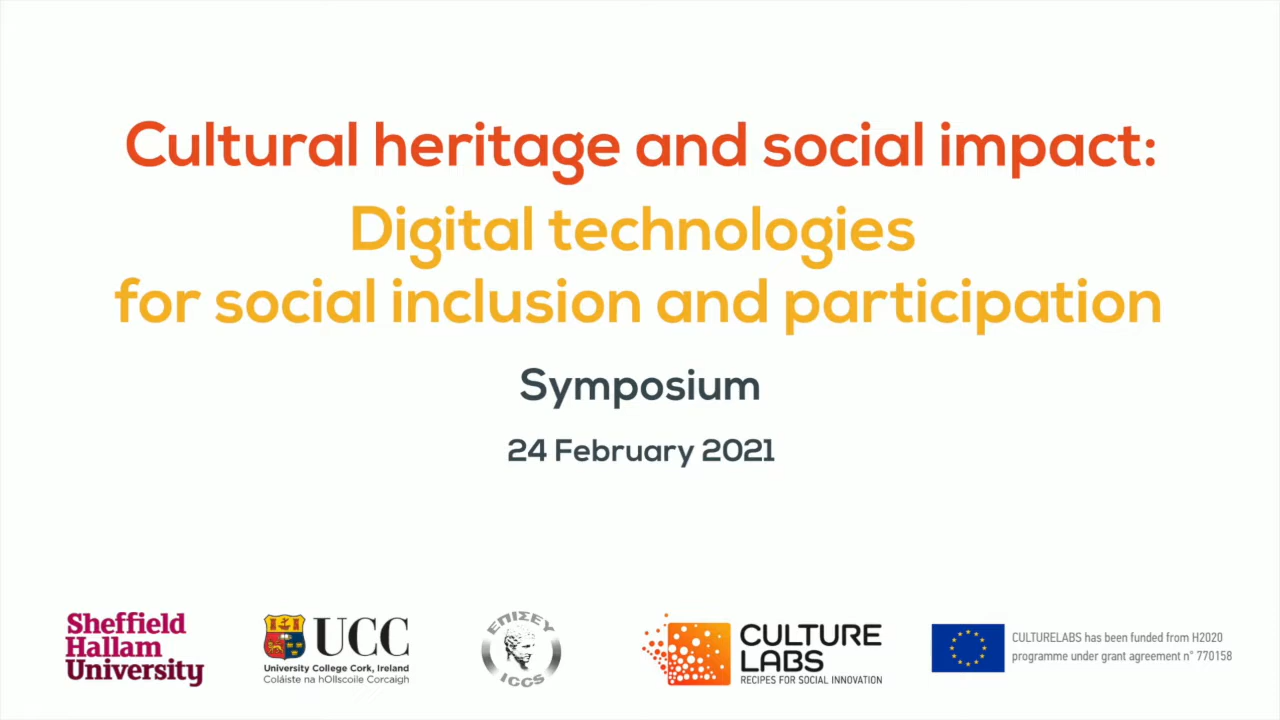 Cultural heritage and social impact:
Digital technologies
for social inclusion and participation
Symposium
24 February 2021
Sheffield
Hallam
University
UCC
University College Cork, Ireland
Coláiste na hOllscoile Corcaigh
ΕΠΙΣΕΥ
ICCS
CULTURE
LABS
RECIPES FOR SOCIAL INNOVATION
CULTURELABS has been funded from H2020
programme under grant agreement n° 770158